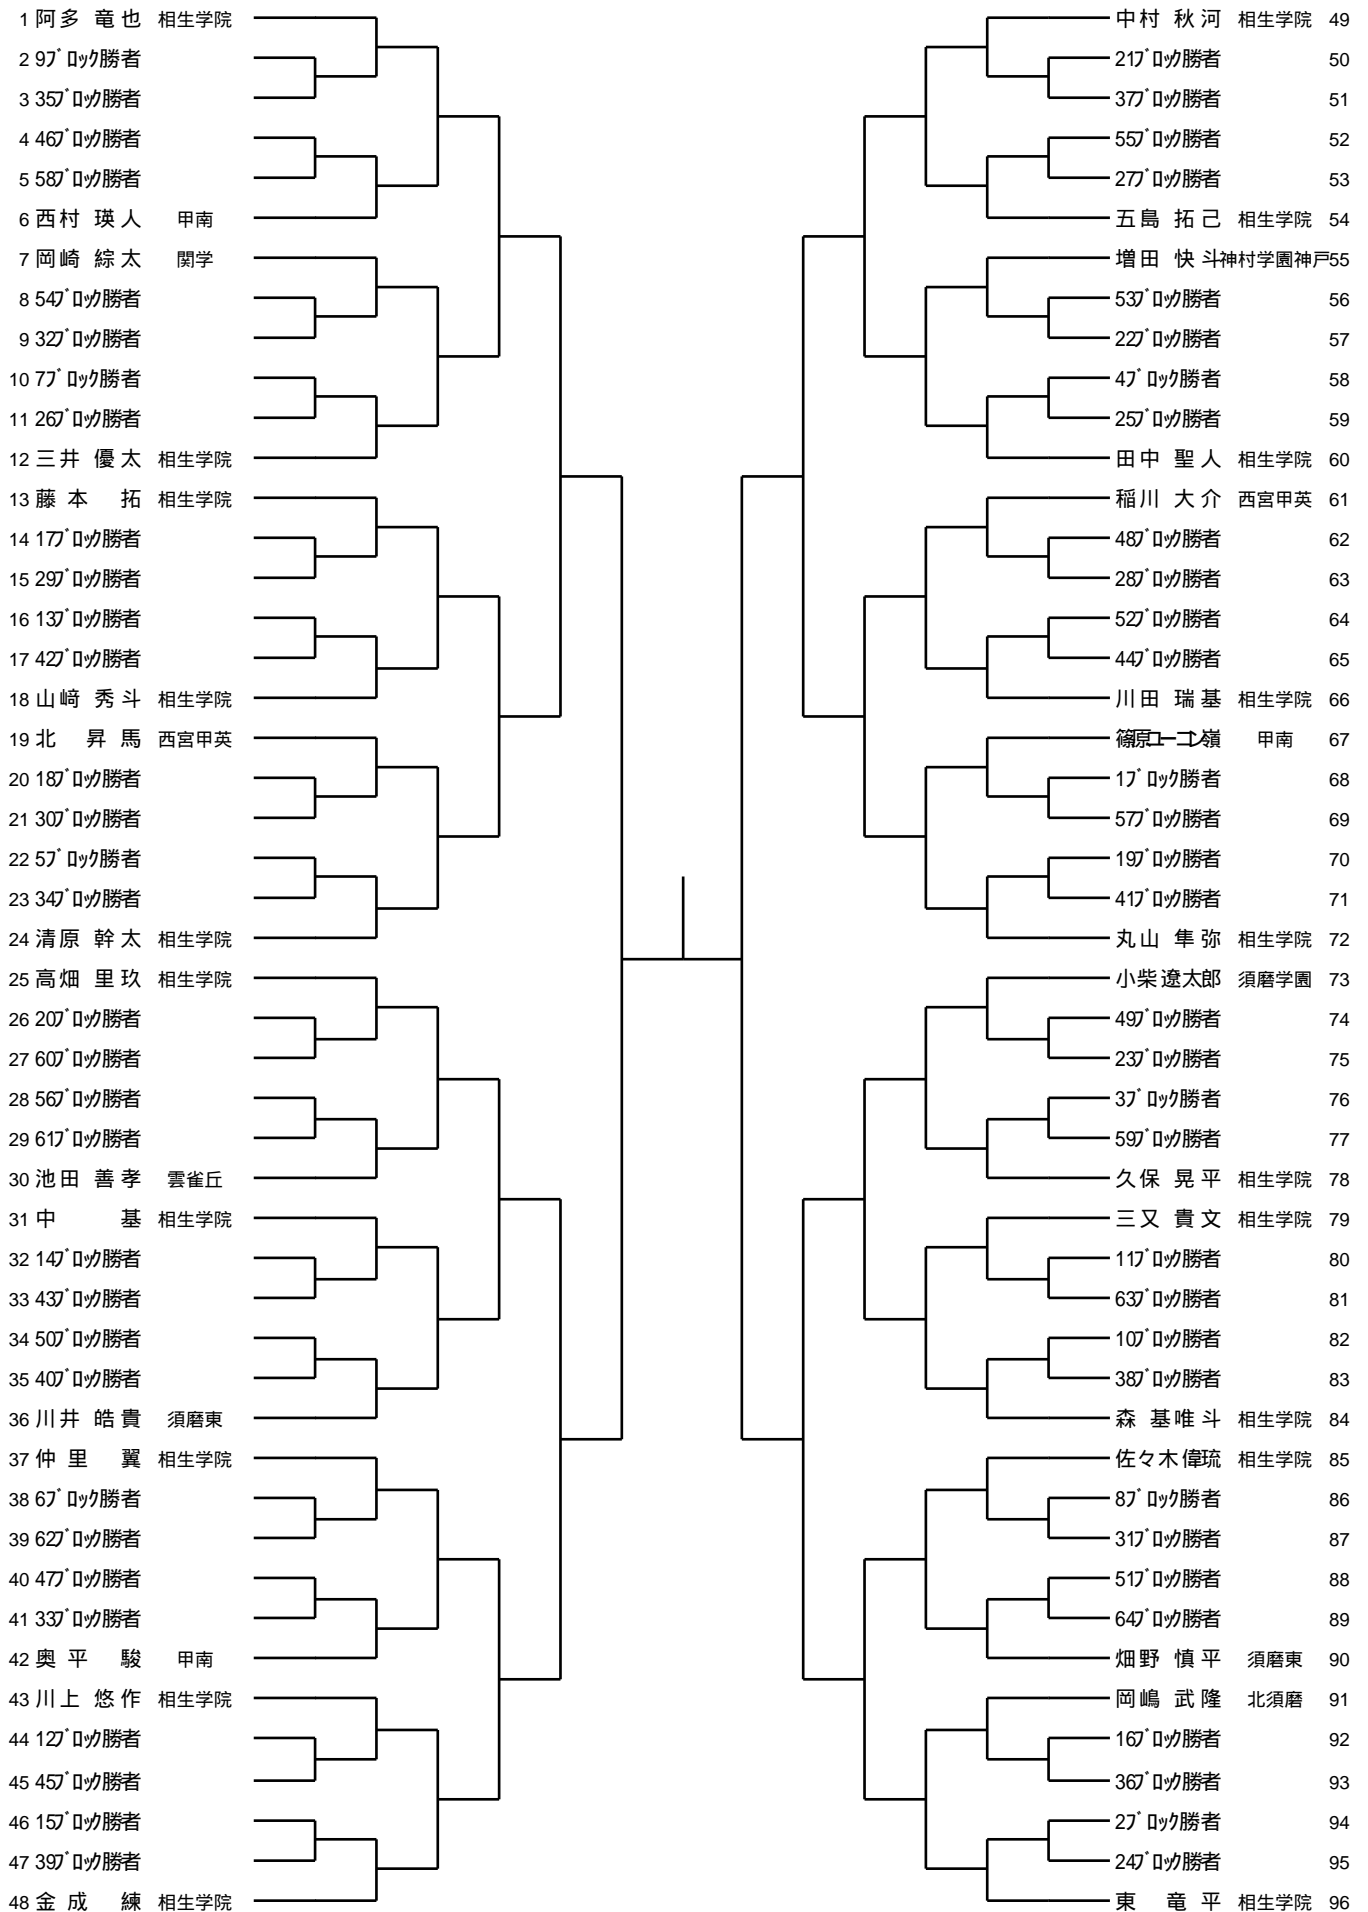 1 阿多 竜也 相生学院
2 9ブロック勝者
3 35ブロック勝者
4 46ブロック勝者
5 58ブロック勝者
6 西村 瑛人 甲南
7 岡崎 綜太 関学
8 54ブロック勝者
9 32ブロック勝者
10 7ブロック勝者
11 26ブロック勝者
12 三井 優太 相生学院
13 藤本 拓 相生学院
14 17ブロック勝者
15 29ブロック勝者
16 13ブロック勝者
17 42ブロック勝者
18 山﨑 秀斗 相生学院
19 北 昇馬 西宮甲英
20 18ブロック勝者
21 30ブロック勝者
22 5ブロック勝者
23 34ブロック勝者
24 清原 幹太 相生学院
25 高畑 里玖 相生学院
26 20ブロック勝者
27 60ブロック勝者
28 56ブロック勝者
29 61ブロック勝者
30 池田 善孝 雲雀丘
31 中 基 相生学院
32 14ブロック勝者
33 43ブロック勝者
34 50ブロック勝者
35 40ブロック勝者
36 川井 皓貴 須磨東
37 仲里 翼 相生学院
38 6ブロック勝者
39 62ブロック勝者
40 47ブロック勝者
41 33ブロック勝者
42 奥平 駿 甲南
43 川上 悠作 相生学院
44 12ブロック勝者
45 45ブロック勝者
46 15ブロック勝者
47 39ブロック勝者
48 金成 練 相生学院
中村 秋河 相生学院 49
21ブロック勝者 50
37ブロック勝者 51
55ブロック勝者 52
27ブロック勝者 53
五島 拓己 相生学院 54
増田 快斗 神村学園神戸 55
53ブロック勝者 56
22ブロック勝者 57
4ブロック勝者 58
25ブロック勝者 59
田中 聖人 相生学院 60
稲川 大介 西宮甲英 61
48ブロック勝者 62
28ブロック勝者 63
52ブロック勝者 64
44ブロック勝者 65
川田 瑞基 相生学院 66
篠原ユーゴン嶺 甲南 67
1ブロック勝者 68
57ブロック勝者 69
19ブロック勝者 70
41ブロック勝者 71
丸山 隼弥 相生学院 72
小柴遼太郎 須磨学園 73
49ブロック勝者 74
23ブロック勝者 75
3ブロック勝者 76
59ブロック勝者 77
久保 晃平 相生学院 78
三又 貴文 相生学院 79
11ブロック勝者 80
63ブロック勝者 81
10ブロック勝者 82
38ブロック勝者 83
森 基唯斗 相生学院 84
佐々木偉琉 相生学院 85
8ブロック勝者 86
31ブロック勝者 87
51ブロック勝者 88
64ブロック勝者 89
畑野 慎平 須磨東 90
岡嶋 武隆 北須磨 91
16ブロック勝者 92
36ブロック勝者 93
2ブロック勝者 94
24ブロック勝者 95
東 竜平 相生学院 96